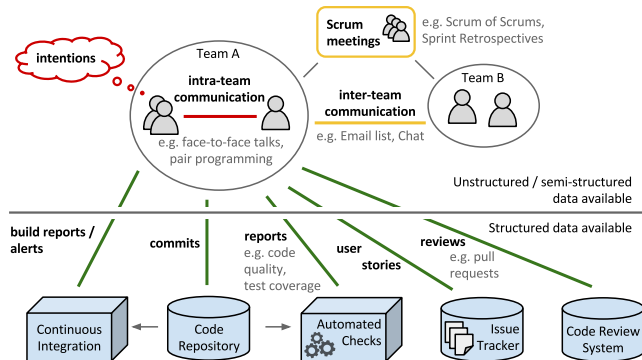 Scrum
meetings
e.g. Scrum of Scrums,
Sprint Retrospectives
Team A
intentions
intra-team
communication
inter-team
communication
Team B
e.g. face-to-face talks,
pair programming
e.g. Email list, Chat
Unstructured / semi-structured
data available
Structured data available
build reports /
alerts
commits
reports
e.g. code
quality,
test coverage
user
stories
reviews
e.g. pull
requests
Continuous
Integration
Code
Repository
Automated
Checks
Issue
Tracker
Code Review
System